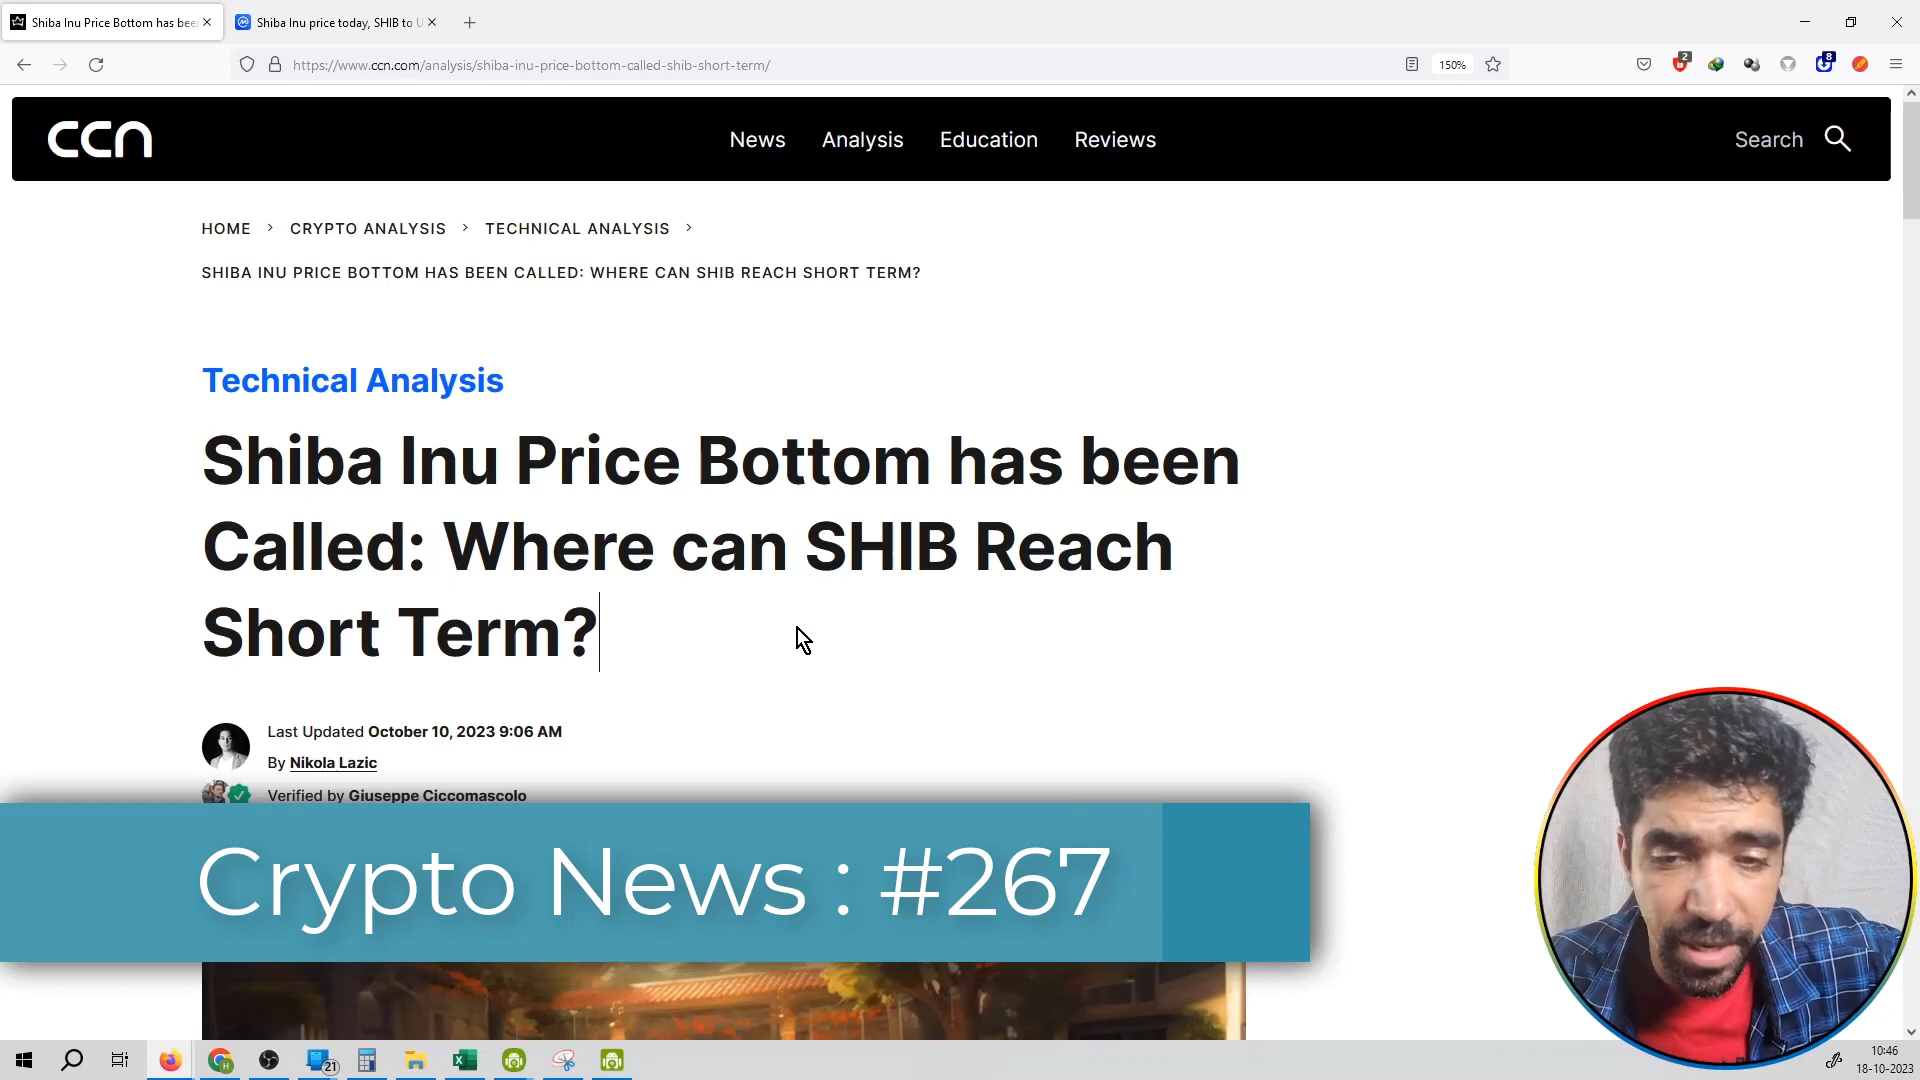 Shiba Inu Price Bottom has bee
Shiba Inu price today, SHIB to U
https://www.ccn.com/analysis/shiba-inu-price-bottom-called-shib-short-term/
150%
2
8
ccn
News
Analysis
Education
Reviews
Search
HOME > CRYPTO ANALYSIS > TECHNICAL ANALYSIS >
SHIBA INU PRICE BOTTOM HAS BEEN CALLED: WHERE CAN SHIB REACH SHORT TERM?
Technical Analysis
Shiba Inu Price Bottom has been
Called: Where can SHIB Reach
Short Term?
Last Updated October 10, 2023 9:06 AM
By Nikola Lazic
Verified by Giuseppe Ciccomascolo
Crypto News : #267
21
10:46
18-10-2023